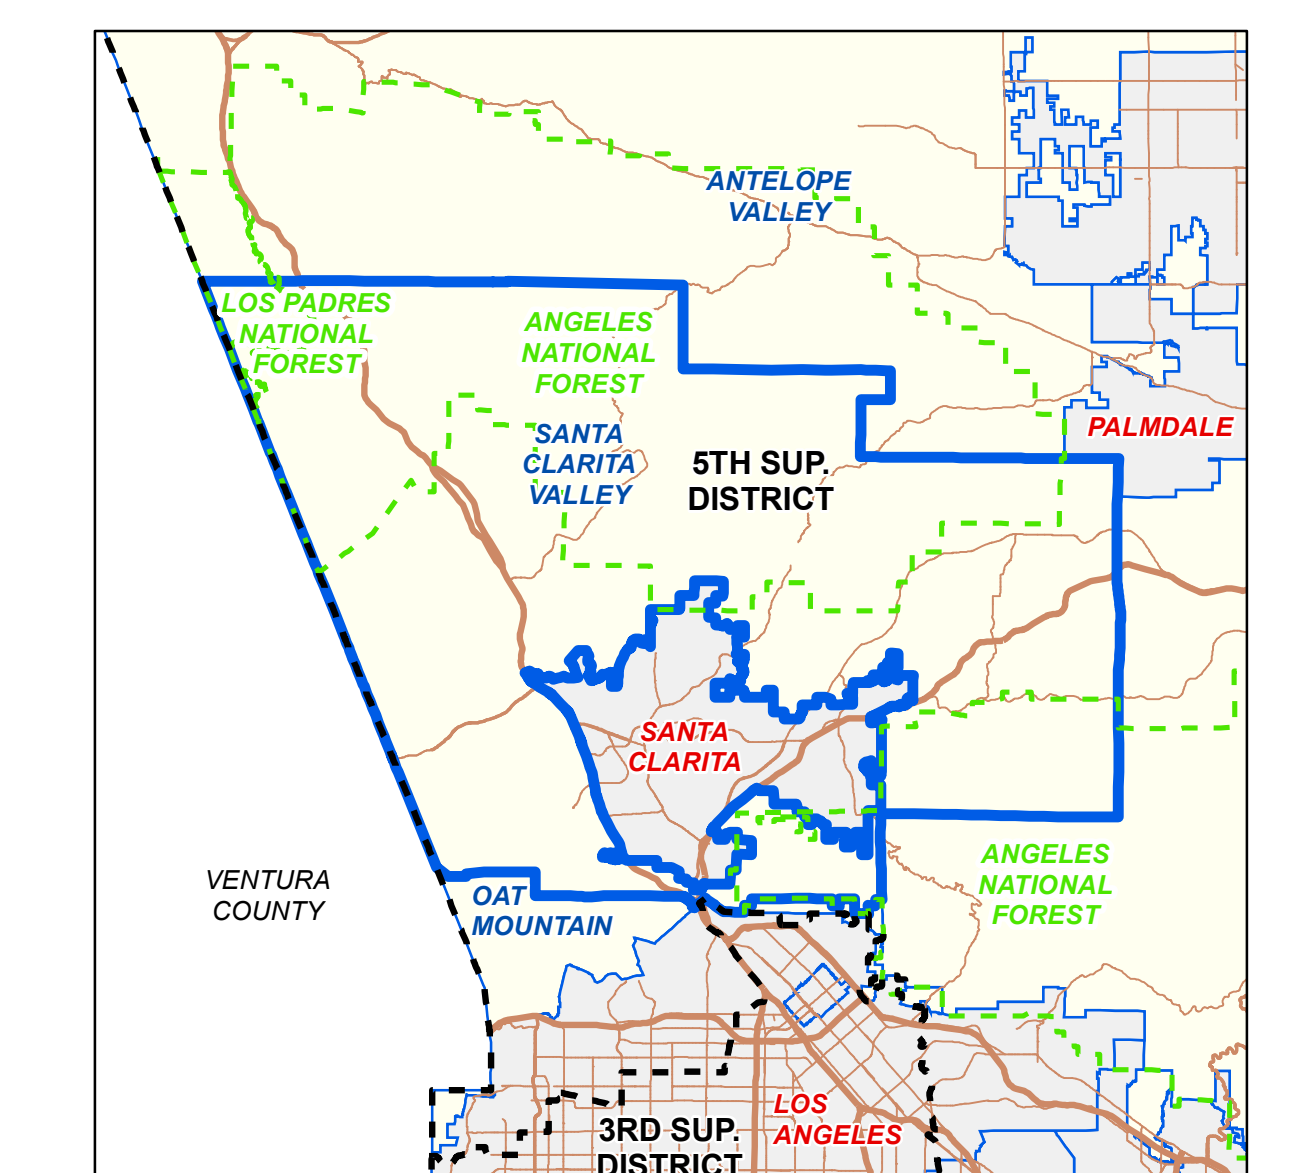 ANTELOPE
VALLEY
LOS PADRES
NATIONAL
FOREST
ANGELES
NATIONAL
FOREST
SANTA
CLARITA
VALLEY
5TH SUP.
DISTRICT
PALMDALE
SANTA
CLARITA
VENTURA
COUNTY
OAT
MOUNTAIN
ANGELES
NATIONAL
FOREST
LOS
ANGELES
3RD SUP.
DISTRICT